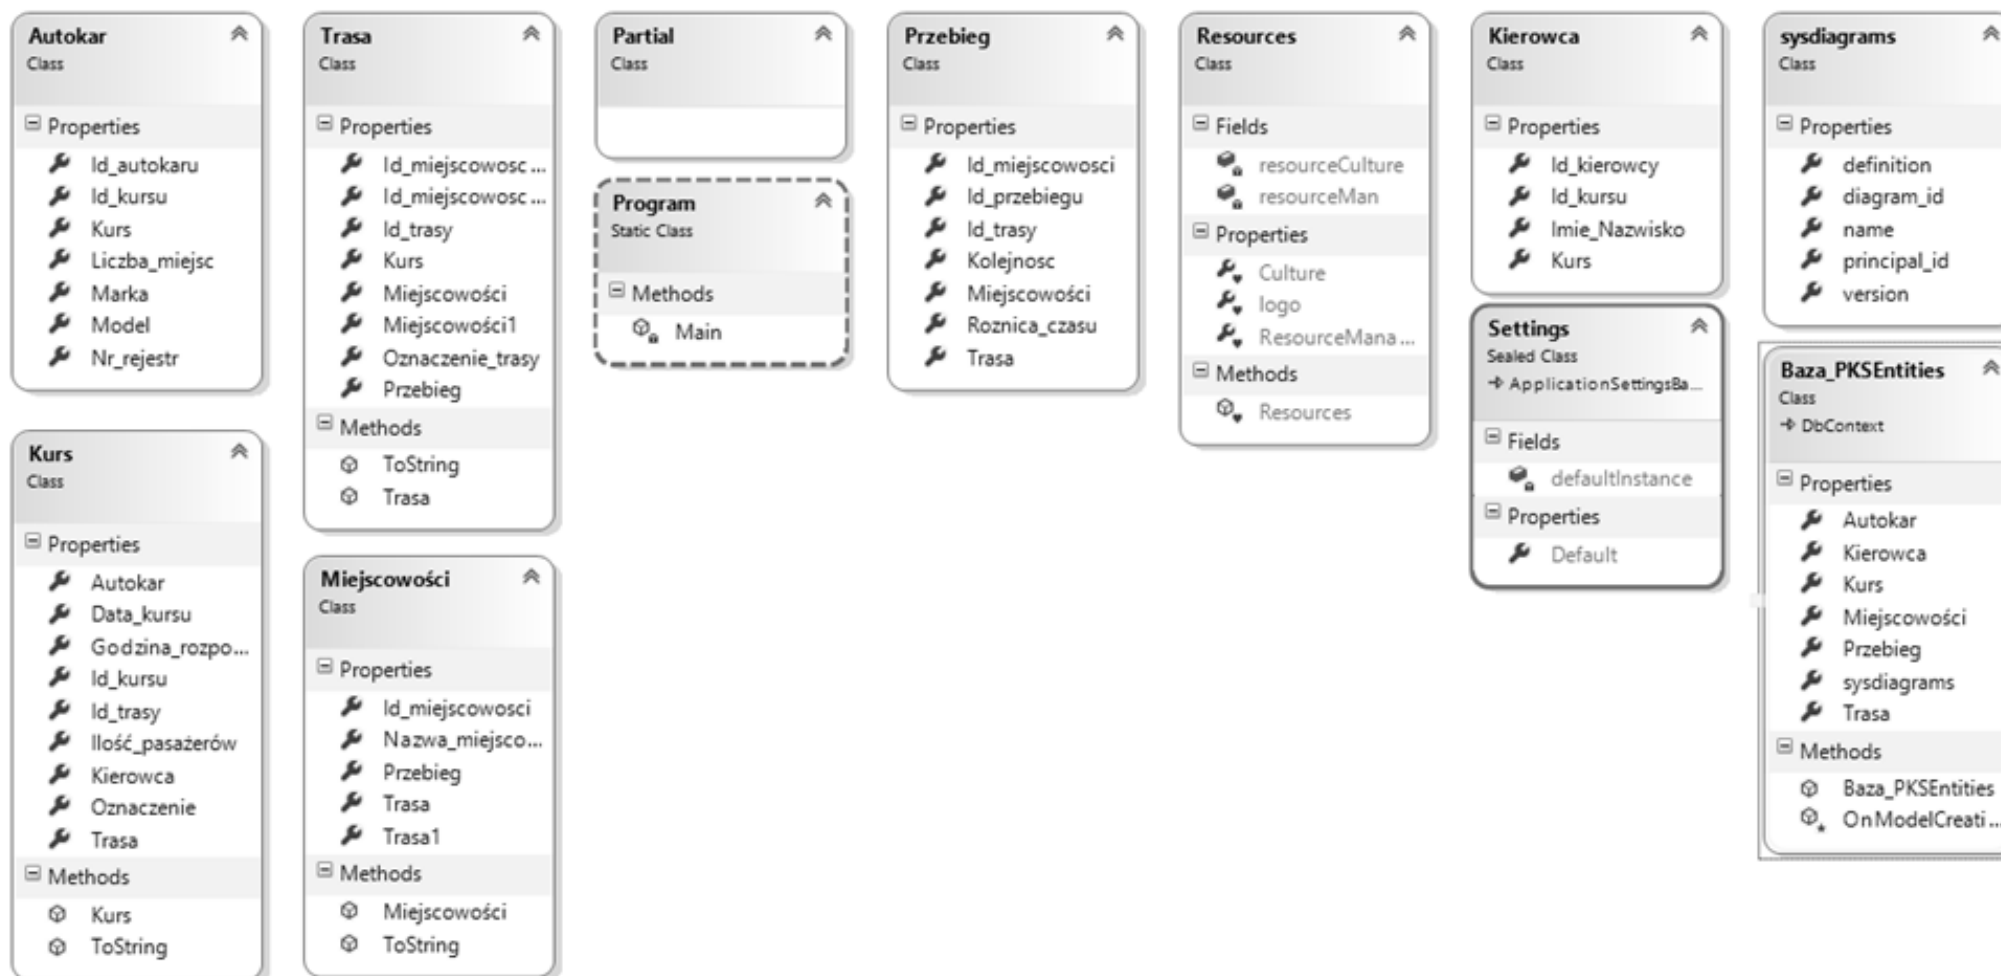 Autokar
Class
Properties
Id_autokaru
Id_kursu
Kurs
Liczba_miejsc
Marka
Model
Nr_rejestr
Kurs
Class
Properties
Autokar
Data_kursu
Godzina_rozpo...
Id_kursu
Id_trasy
Ilość_pasażerów
Kierowca
Oznaczenie
Trasa
Methods
Kurs
ToString
Trasa
Class
Properties
Id_miejscowosc...
Id_miejscowosc...
Id_trasy
Kurs
Miejscowości
Miejscowości1
Oznaczenie_trasy
Przebieg
Methods
ToString
Trasa
Miejscowości
Class
Properties
Id_miejscowosci
Nazwa_miejsco...
Przebieg
Trasa
Trasa1
Methods
Miejscowości
ToString
Partial
Class
Program
Static Class
Methods
Main
Przebieg
Class
Properties
Id_miejscowosci
Id_przebiegu
Id_trasy
Kolejnosc
Miejscowości
Roznica_czasu
Trasa
Resources
Class
Fields
resourceCulture
resourceMan
Properties
Culture
logo
ResourceMana...
Methods
Resources
Kierowca
Class
Properties
Id_kierowcy
Id_kursu
Imie_Nazwisko
Kurs
Settings
Sealed Class
ApplicationSettingsBa...
Fields
defaultInstance
Properties
Default
sysdiagrams
Class
Properties
definition
diagram_id
name
principal_id
version
Baza_PKSEntities
Class
DbContext
Properties
Autokar
Kierowca
Kurs
Miejscowości
Przebieg
sysdiagrams
Trasa
Methods
Baza_PKSEntities
OnModelCreati...